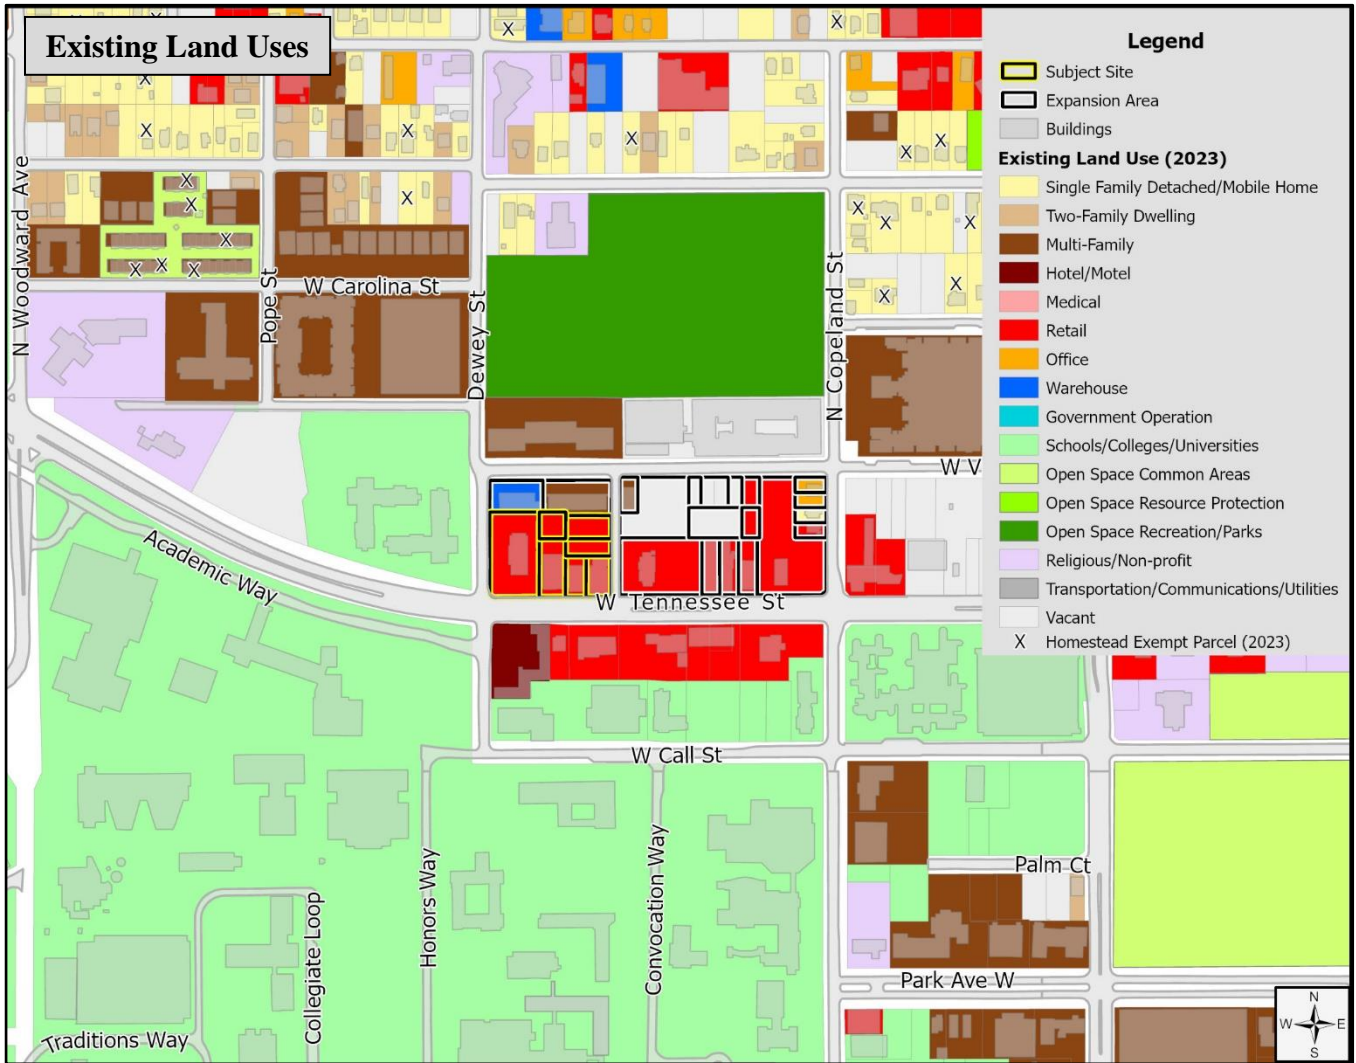 Existing Land Uses
Legend
Subject Site
Expansion Area
Buildings
Existing Land Use (2023)
Single Family Detached/Mobile Home
Two-Family Dwelling
Multi-Family
Hotel/Motel
Medical
Retail
Office
Warehouse
Government Operation
Schools/Colleges/Universities
Open Space Common Areas
Open Space Resource Protection
Open Space Recreation/Parks
Religious/Non-profit
Transportation/Communications/Utilities
Vacant
X Homestead Exempt Parcel (2023)
X
X
X
X
X
X
X
N Woodward Ave
X
X
X
X
X
X
X
X
X
X
X
X
X
Pope St
W Carolina St
Dewey St
N Copeland St
W V
Academic Way
W Tennessee St
W Call St
Honors Way
Convocation Way
Collegiate Loop
Palm Ct
Park Ave W
Traditions Way
N
W E
S